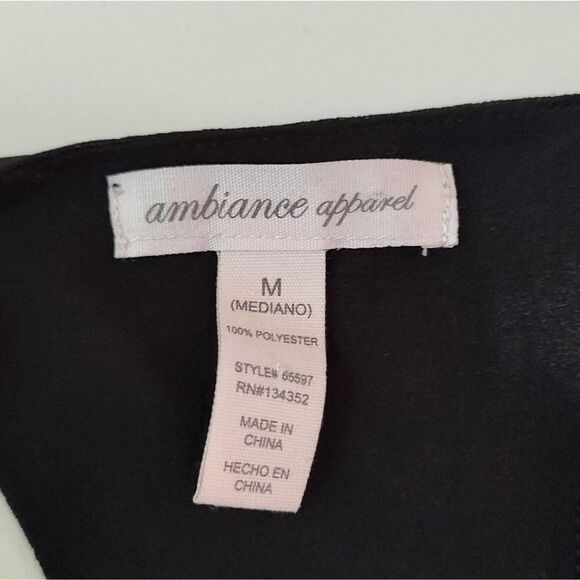 ambiance apparel
M
(MEDIANO)
100% POLYESTER
STYLE# 65597
RN#134352
MADE IN
CHINA
HECHO EN
CHINA